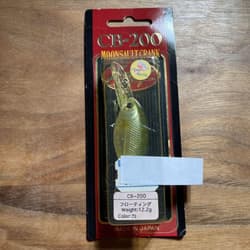 CB-200
MOONSAULT CRANK
CB-200
フローティング
Weight:12.2g
Color:カ
MADE IN JAPAN